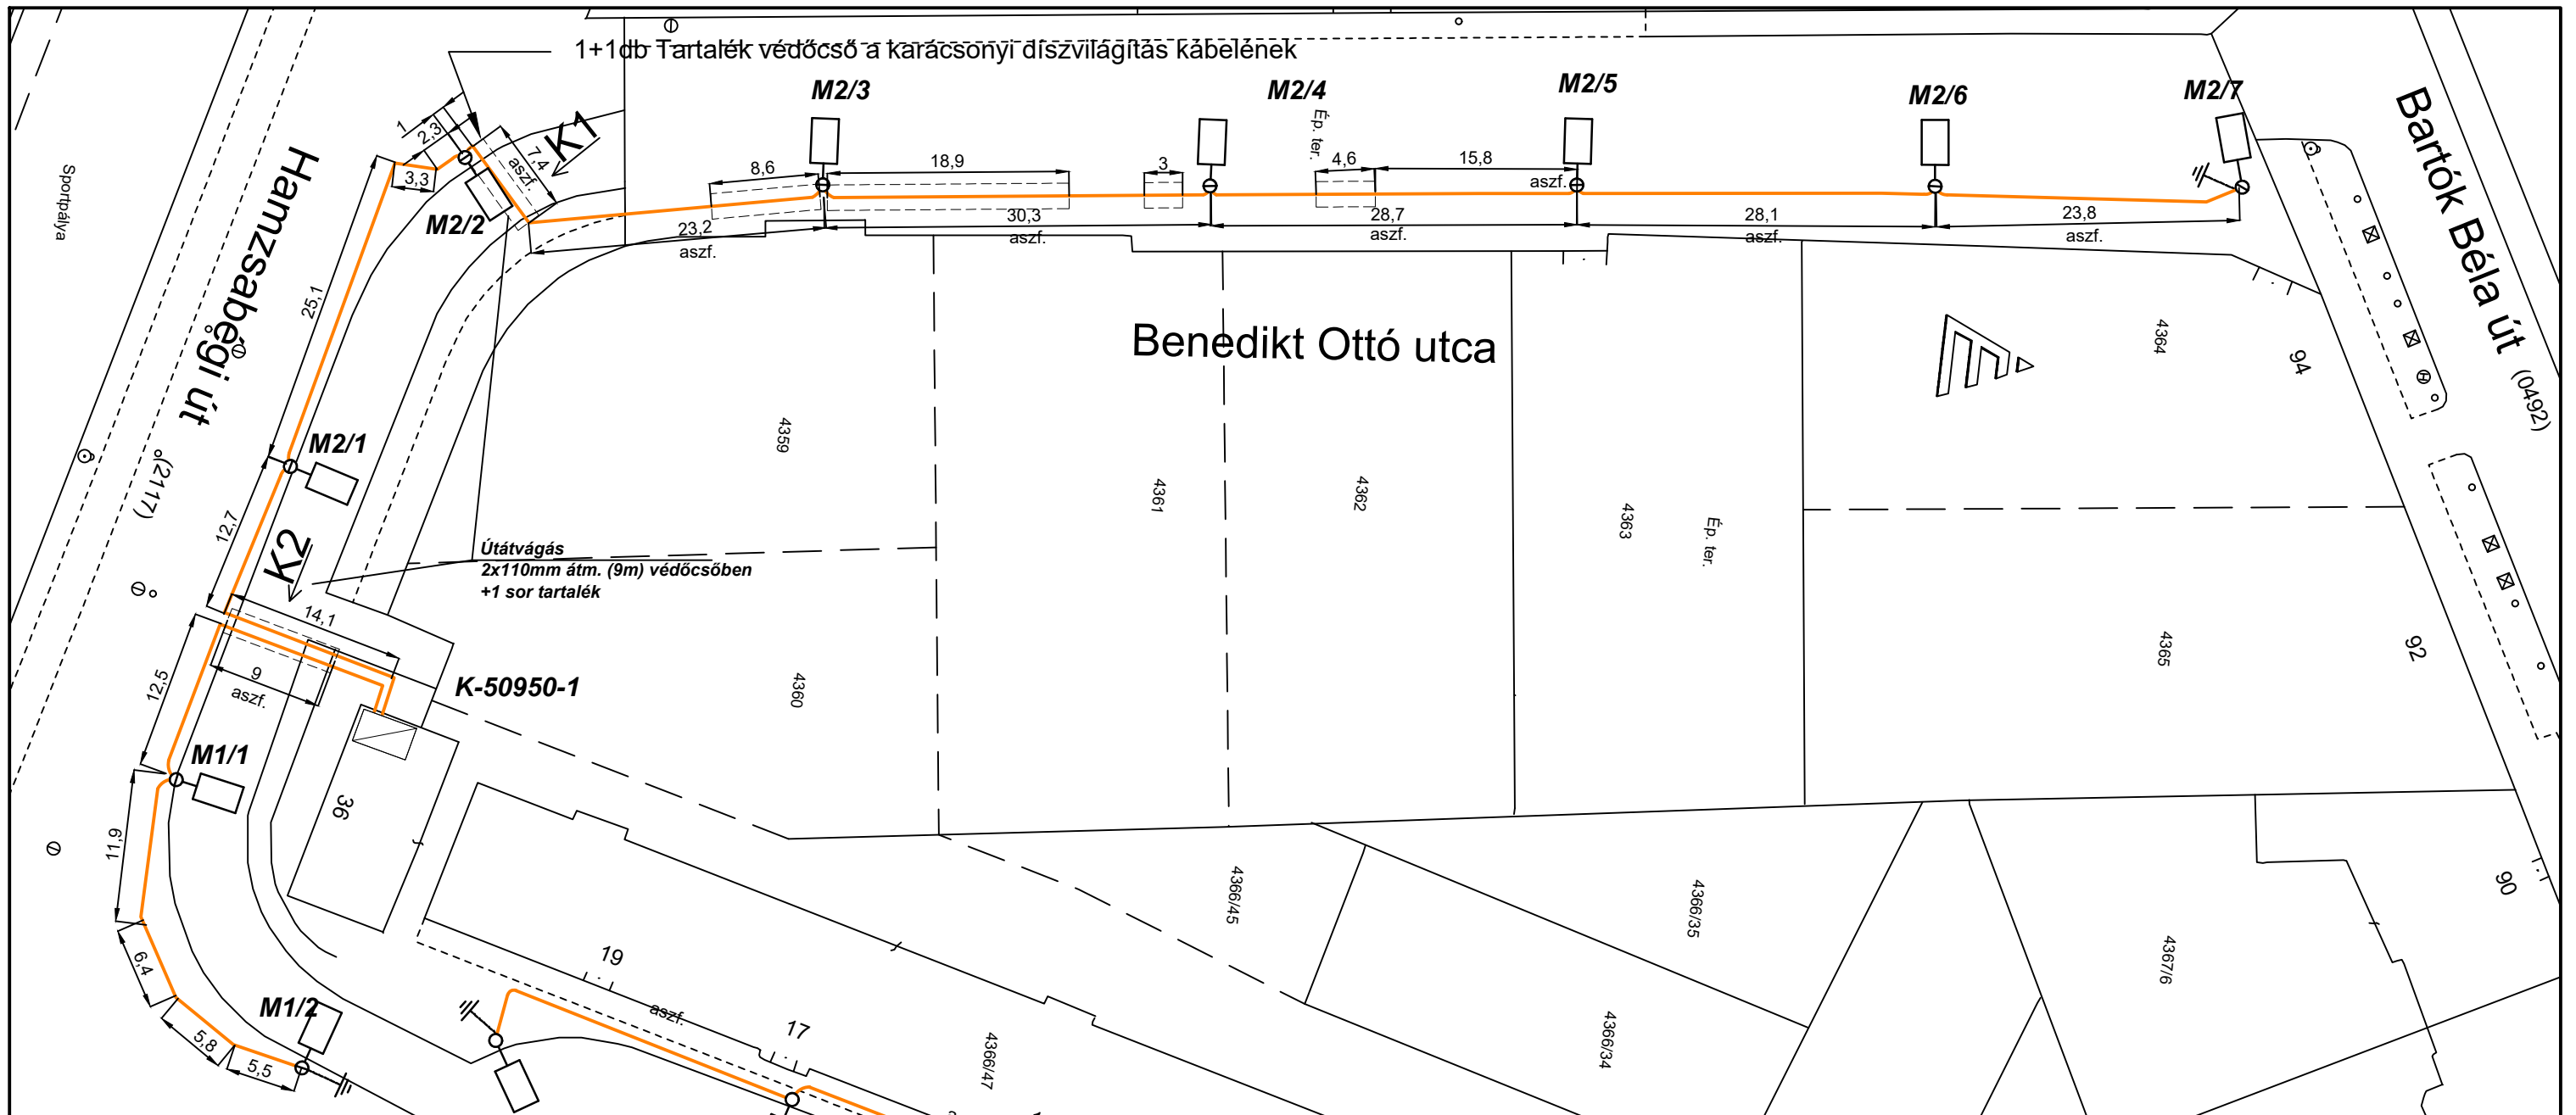 1+1db Tartalék védőcső a karácsonyi díszvilágítás kábelének
M2/3
M2/4
M2/5
M2/6
M2/7
Bartók Béla út
(0492)
Hamzsabégi út
(2117)
Sportpálya
1
2,3
3,3
7,4
aszf.
K1
M2/2
8,6
18,9
3
Ép. ter.
4,6
15,8
aszf.
23,2
aszf.
30,3
aszf.
28,7
aszf.
28,1
aszf.
23,8
aszf.
25,1
Benedikt Ottó utca
M2/1
12,7
K2
Útátvágás
2x110mm átm. (9m) védőcsőben
+1 sor tartalék
14,1
9
aszf.
K-50950-1
12,5
M1/1
11,9
6,4
5,8
5,5
M1/2
36
19
aszf.
17
4359
4360
4361
4362
4363
Ép. ter.
4364
4365
94
92
90
4366/45
4366/35
4366/34
4366/47
4367/6